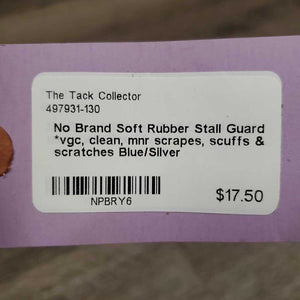 The Tack Collector
497931-130
No Brand Soft Rubber Stall Guard
*vgc, clean, mnr scrapes, scuffs &
scratches Blue/Silver
NPBRY6
$17.50